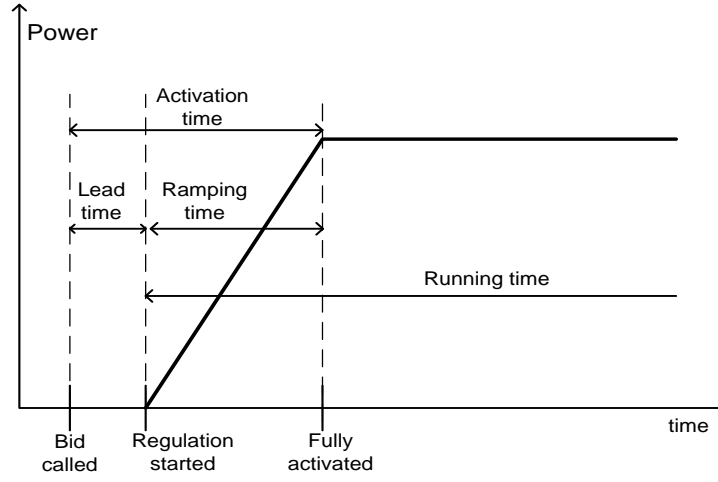 Power
Activation
time
Lead
time
Ramping
time
Running time
time
Bid
called
Regulation
started
Fully
activated